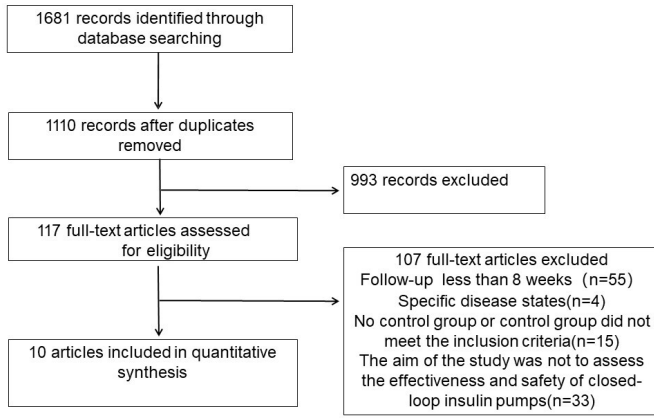 1681 records identified through
database searching
1110 records after duplicates
removed
993 records excluded
117 full-text articles assessed
for eligibility
107 full-text articles excluded
Follow-up less than 8 weeks (n=55)
Specific disease states(n=4)
No control group or control group did not
meet the inclusion criteria(n=15)
The aim of the study was not to assess
the effectiveness and safety of closed-
loop insulin pumps(n=33)
10 articles included in quantitative
synthesis